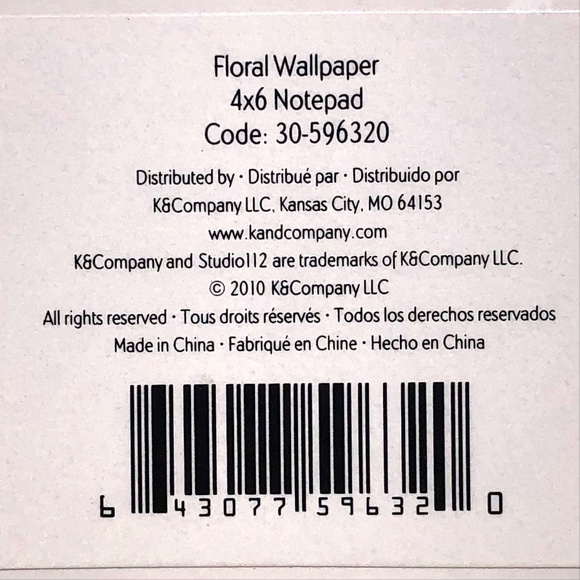 Floral Wallpaper
4x6 Notepad
Code: 30-596320
Distributed by · Distribué par · Distribuido por
K&Company LLC, Kansas City, MO 64153
www.kandcompany.com
K&Company and Studio112 are trademarks of K&Company LLC.
© 2010 K&Company LLC
All rights reserved · Tous droits réservés · Todos los derechos reservados
Made in China · Fabriqué en Chine · Hecho en China
6 43077 59632 0